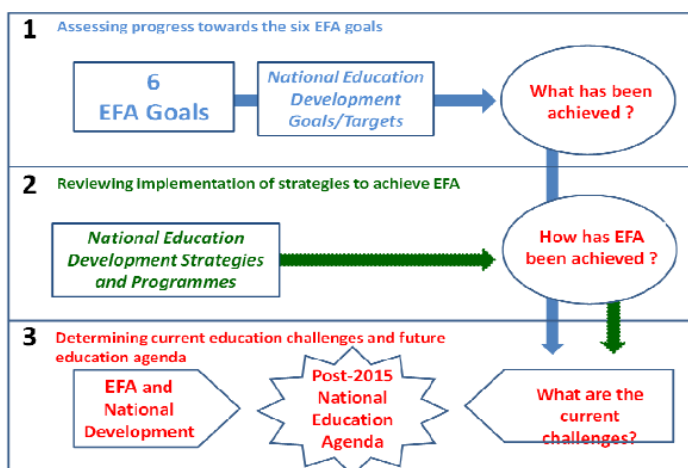 1 Assessing progress towards the six EFA goals
6
EFA Goals
National Education
Development
Goals/Targets
What has been
achieved ?
2 Reviewing implementation of strategies to achieve EFA
National Education
Development Strategies
and Programmes
How has EFA
been achieved ?
3 Determining current education challenges and future
education agenda
EFA and
National
Development
Post-2015
National
Education
Agenda
What are the
current
challenges?